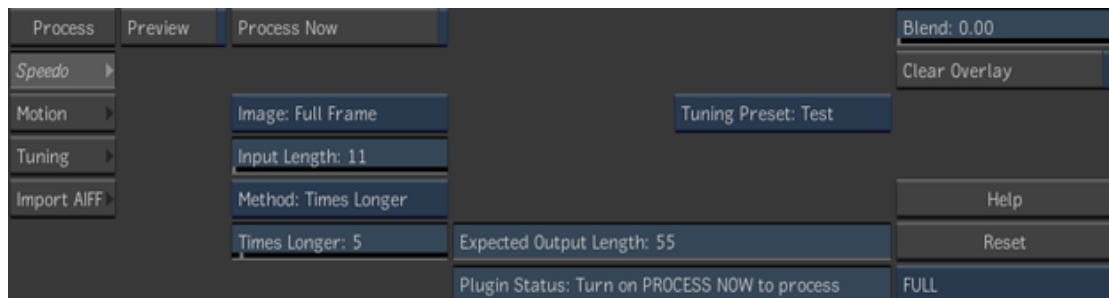 Process Preview Process Now Blend: 0.00
Speedo Clear Overlay
Motion Image: Full Frame Tuning Preset: Test
Tuning Input Length: 11
Import AIFF Method: Times Longer Help
Times Longer: 5 Expected Output Length: 55 Reset
Plugin Status: Turn on PROCESS NOW to process FULL